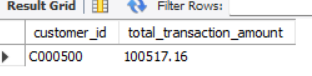 Result Grid Filter Rows:
customer_id total_transaction_amount
C000500 100517.16